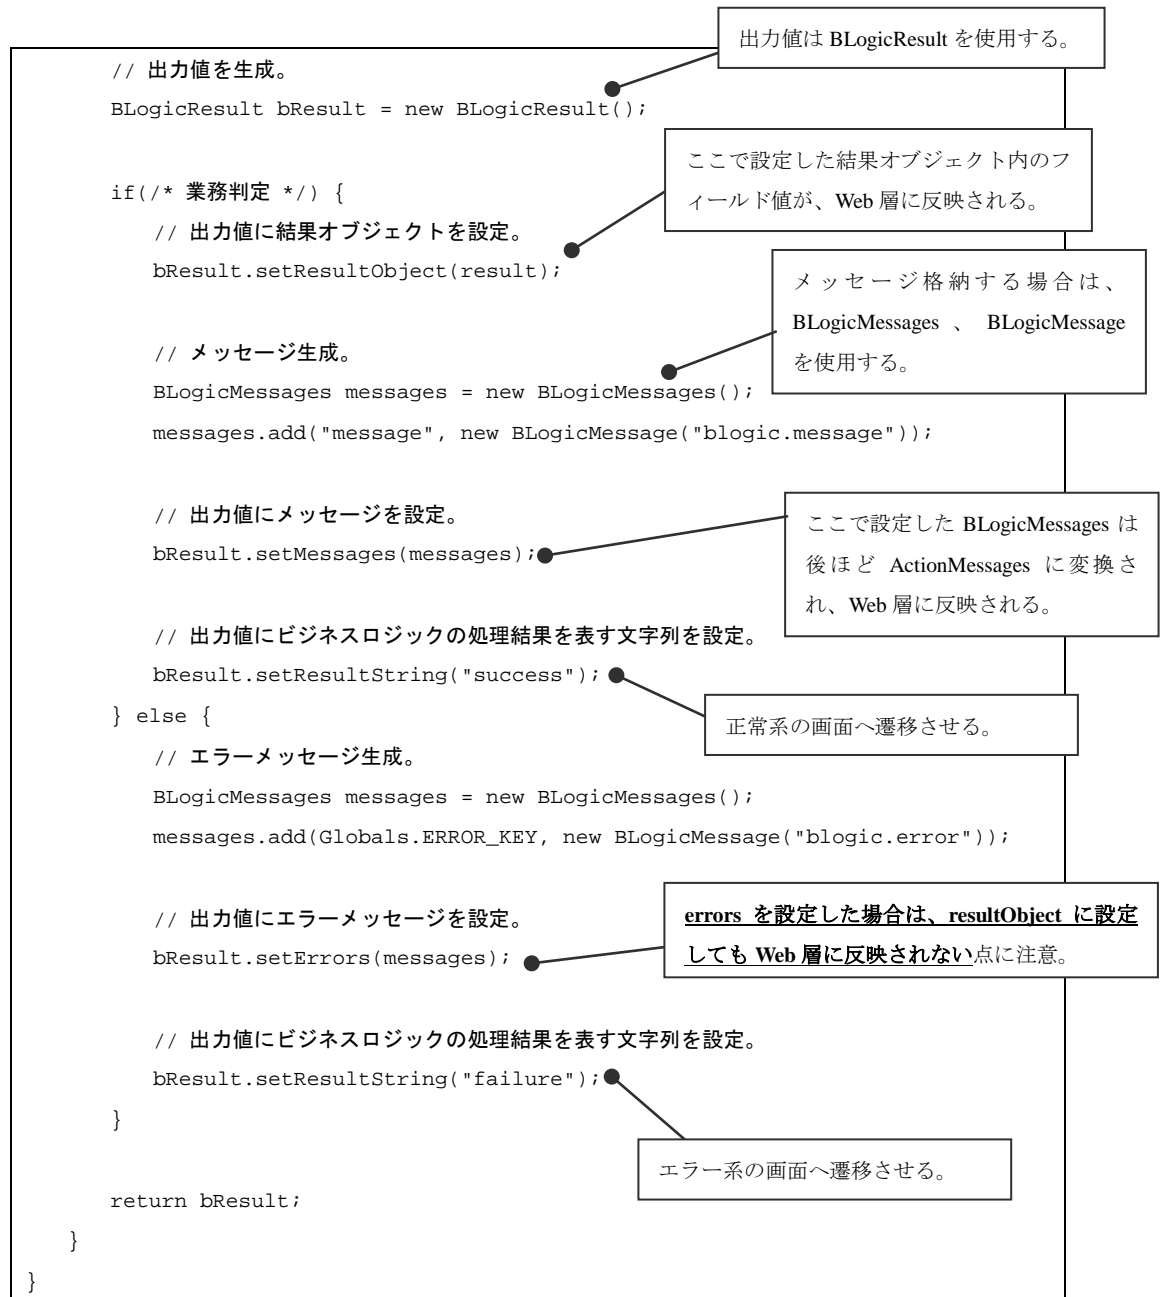 出力値は BLogicResult を使用する。
// 出力値を生成。
BLogicResult bResult = new BLogicResult();
ここで設定した結果オブジェクト内のフ
ィールド値が、Web 層に反映される。
if(/* 業務判定 */) {
// 出力値に結果オブジェクトを設定。
bResult.setResultObject(result);
メッセージ格納する場合は、
BLogicMessages 、 BLogicMessage
を使用する。
// メッセージ生成。
BLogicMessages messages = new BLogicMessages();
messages.add("message", new BLogicMessage("blogic.message"));
// 出力値にメッセージを設定。
bResult.setMessages(messages);
ここで設定した BLogicMessages は
後ほど ActionMessages に変換さ
れ、Web 層に反映される。
// 出力値にビジネスロジックの処理結果を表す文字列を設定。
bResult.setResultString("success");
正常系の画面へ遷移させる。
} else {
// エラーメッセージ生成。
BLogicMessages messages = new BLogicMessages();
messages.add(Globals.ERROR_KEY, new BLogicMessage("blogic.error"));
// 出力値にエラーメッセージを設定。
bResult.setErrors(messages);
errors を設定した場合は、resultObject に設定
しても Web 層に反映されない点に注意。
// 出力値にビジネスロジックの処理結果を表す文字列を設定。
bResult.setResultString("failure");
}
エラー系の画面へ遷移させる。
return bResult;
}
}